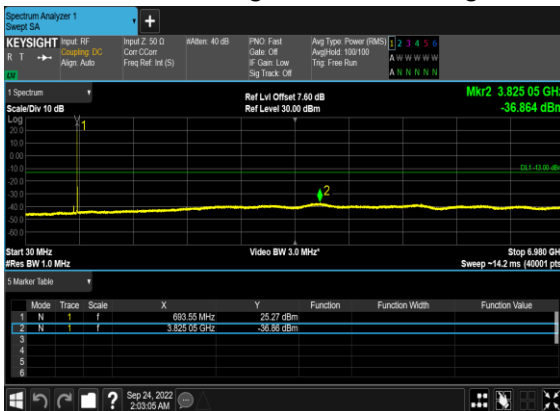 Spectrum Analyzer 1
Swept SA
KEYSIGHT Input: RF Input Z: 50 Ω #Atten: 40 dB PNO: Fast Avg Type: Power (RMS) 1 2 3 4 5 6
R T Coupling: DC Corr CCorr Gate: Off Avg|Hold: 100/100 A W W W W W
Align: Auto Freq Ref: Int (S) IF Gain: Low Trig: Free Run
LV Sig Track: Off A N N N N N
1 Spectrum Ref Lvl Offset 7.60 dB Mkr2 3.825 05 GHz
Scale/Div 10 dB Ref Level 30.00 dBm -36.864 dBm
Log
20.0 1
10.0
0.00
-10.0 DL1 -13.00 dBm
-20.0
-30.0 2
-40.0
-50.0
-60.0
Start 30 MHz Video BW 3.0 MHz* Stop 6.980 GHz
#Res BW 1.0 MHz Sweep ~14.2 ms (40001 pts)
5 Marker Table
Mode Trace Scale X Y Function Function Width Function Value
1 N 1 f 693.55 MHz 25.27 dBm
2 N 1 f 3.825 05 GHz -36.86 dBm
3
4
5
6
? Sep 24, 2022
2:03:05 AM